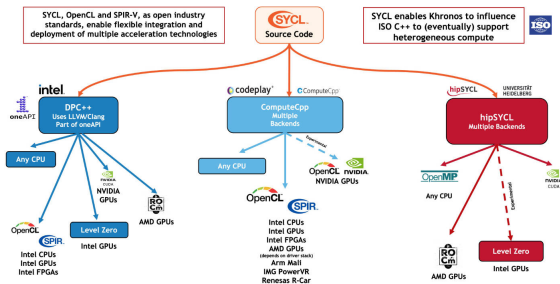 SYCL, OpenCL and SPIR-V, as open industry
standards, enable flexible integration and
deployment of multiple acceleration technologies
SYCL
Source Code
SYCL enables Khronos to influence
ISO C++ to (eventually) support
heterogeneous compute
ISO
intel
oneAPI
DPC++
Uses LLVM/Clang
Part of oneAPI
Any CPU
NVIDIA
CUDA
NVIDIA
GPUs
ROCm
AMD GPUs
OpenCL
SPIR
Intel CPUs
Intel GPUs
Intel FPGAs
Level Zero
Intel GPUs
codeplay
ComputeCpp
ComputeCpp
Multiple
Backends
Any CPU
Experimental
OpenCL
NVIDIA
NVIDIA GPUs
OpenCL
SPIR
Intel CPUs
Intel GPUs
Intel FPGAs
AMD GPUs
(depends on driver stack)
Arm Mali
IMG PowerVR
Renesas R-Car
hipSYCL
UNIVERSITÄT
HEIDELBERG
hipSYCL
Multiple Backends
OpenMP
Any CPU
Experimental
NVIDIA
CUDA
ROCm
AMD GPUs
Level Zero
Intel GPUs